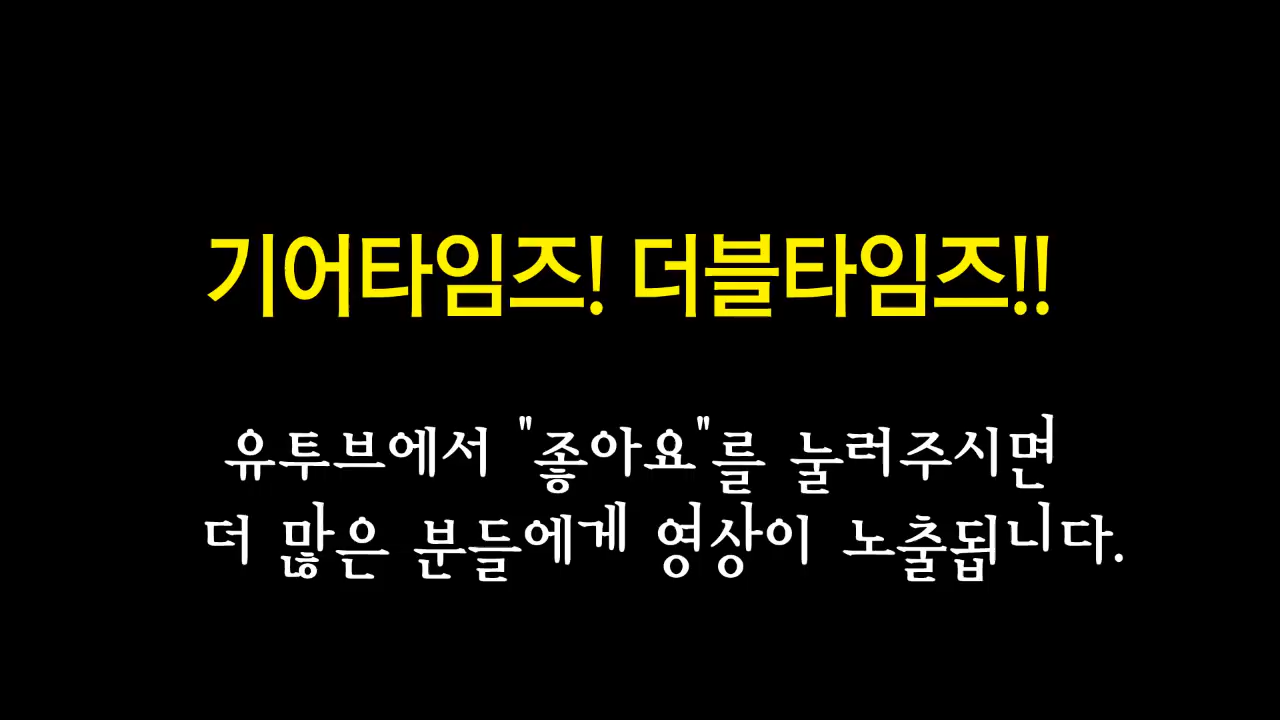 기어타임즈! 더블타임즈!!
유투브에서 "좋아요"를 눌러주시면
더 많은 분들에게 영상이 노출됩니다.